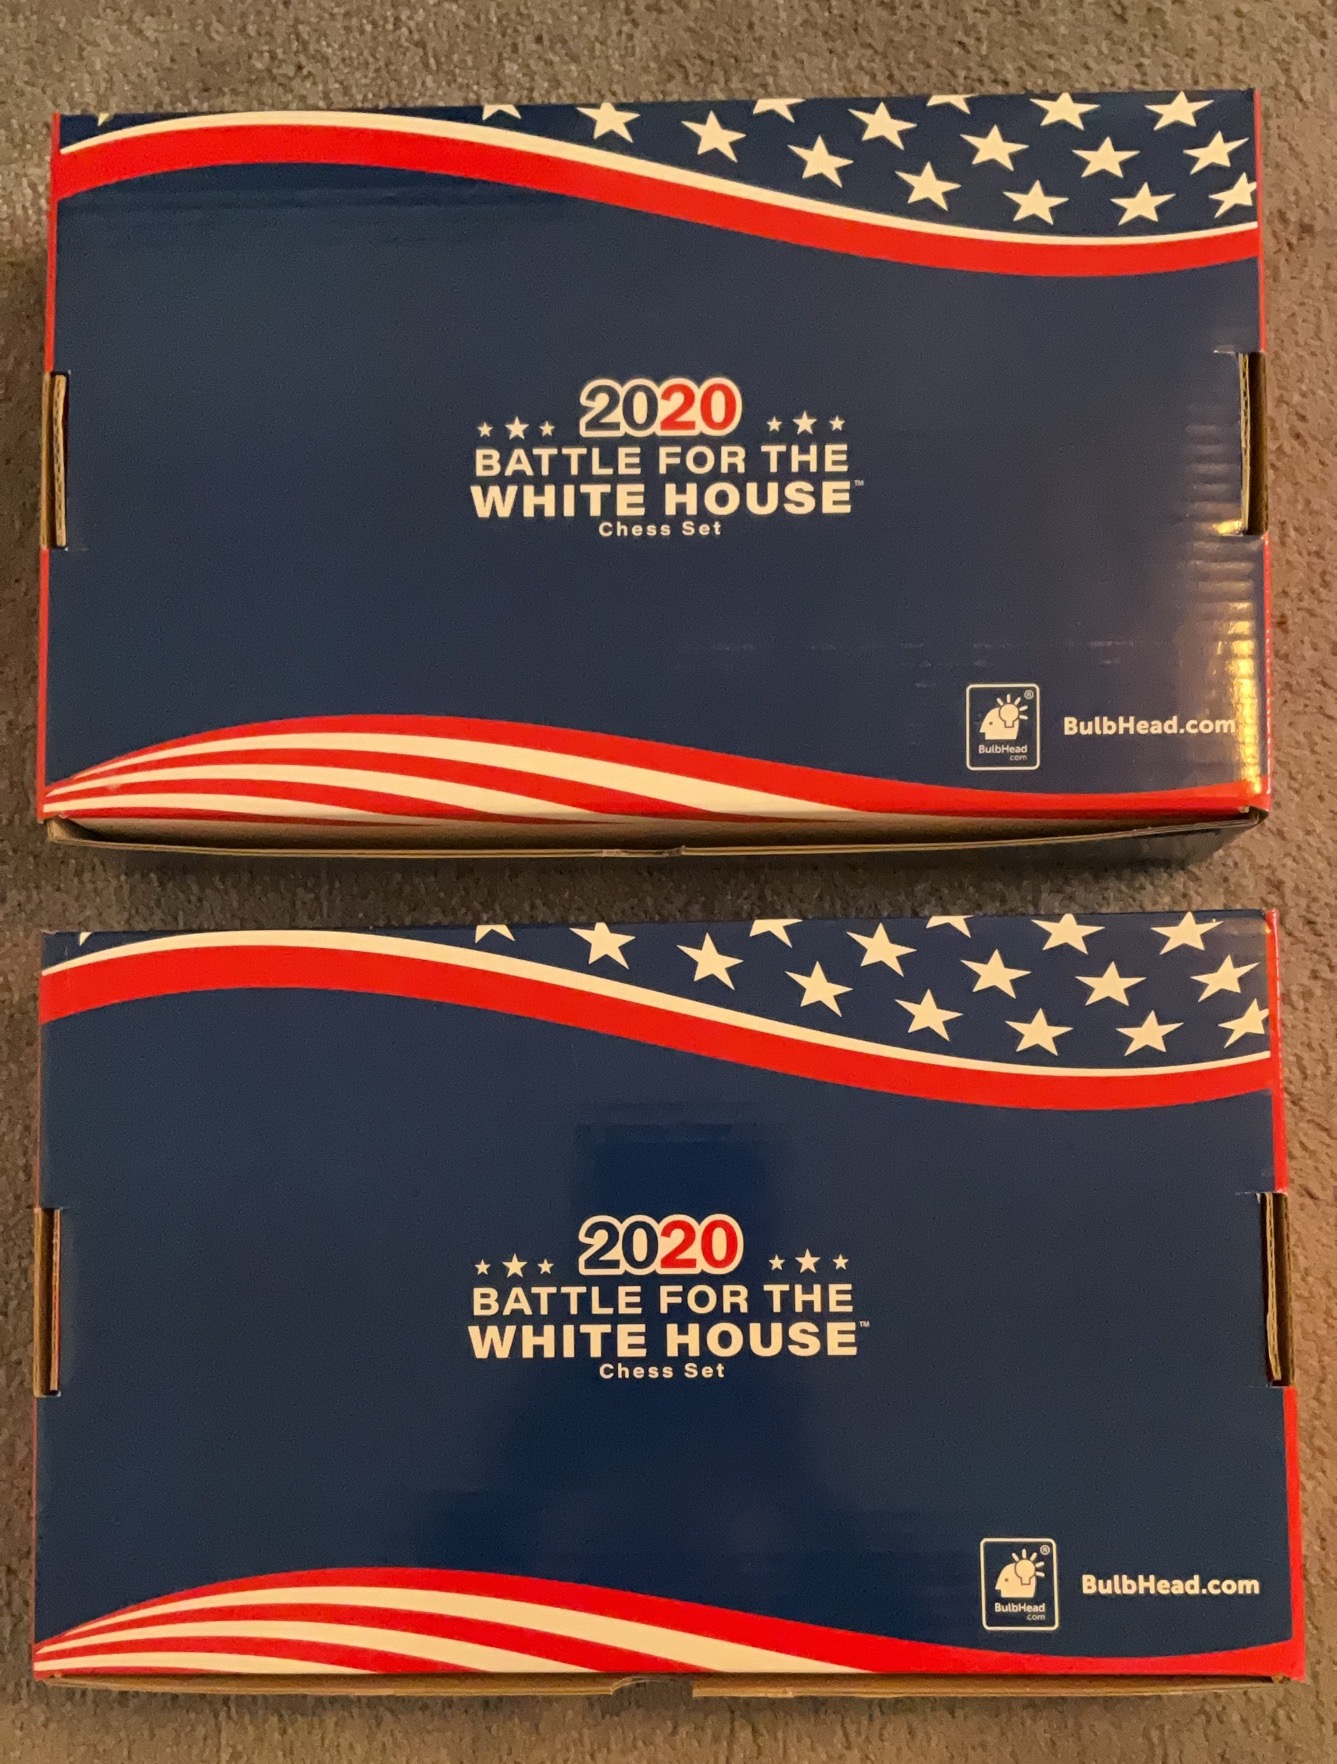 2020
BATTLE FOR THE
WHITE HOUSE™
Chess Set
BulbHead®
.com
BulbHead.com
2020
BATTLE FOR THE
WHITE HOUSE™
Chess Set
BulbHead®
.com
BulbHead.com